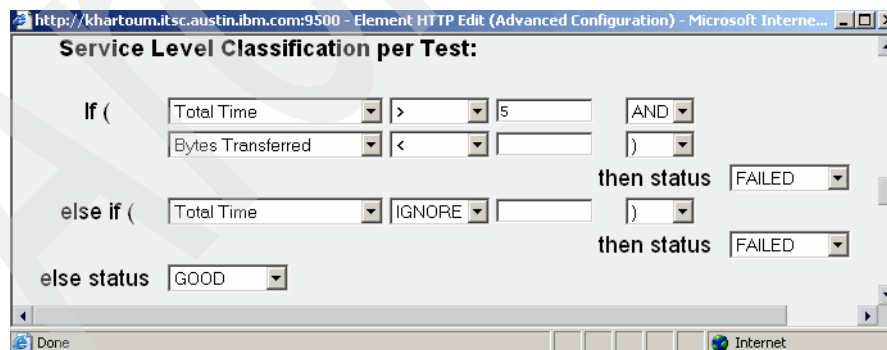 http://khartoum.itsc.austin.ibm.com:9500 - Element HTTP Edit (Advanced Configuration) - Microsoft Interne...
Service Level Classification per Test:
If ( Total Time > 5 AND
Bytes Transferred < )
then status FAILED
else if ( Total Time IGNORE )
then status FAILED
else status GOOD
Done Internet